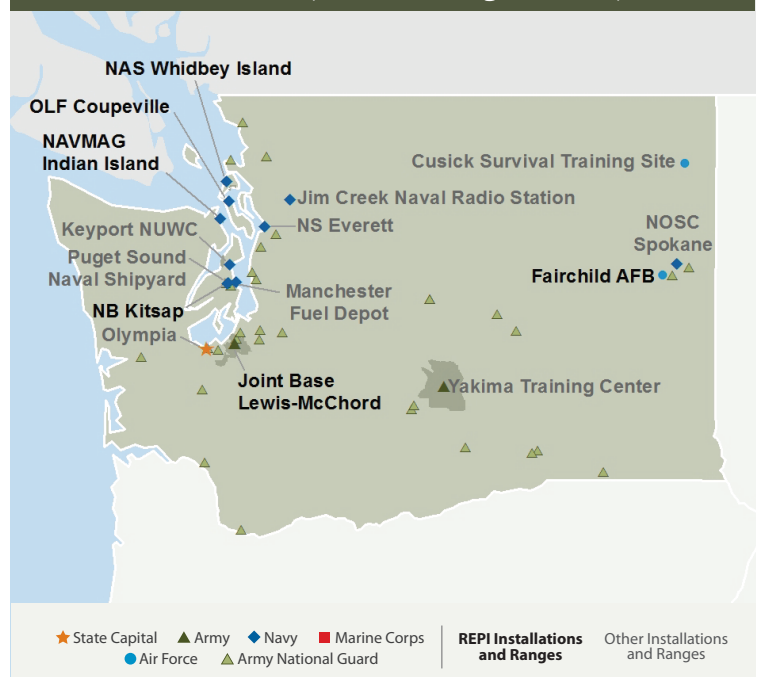 NAS Whidbey Island
OLF Coupeville
NAVMAG
Indian Island
Cusick Survival Training Site
Jim Creek Naval Radio Station
NS Everett
NOSC
Spokane
Keyport NUWC
Puget Sound
Naval Shipyard
Fairchild AFB
Manchester
Fuel Depot
NB Kitsap
Olympia
Joint Base
Lewis-McChord
Yakima Training Center
State Capital
Army
Navy
Marine Corps
Air Force
Army National Guard
REPI Installations
and Ranges
Other Installations
and Ranges